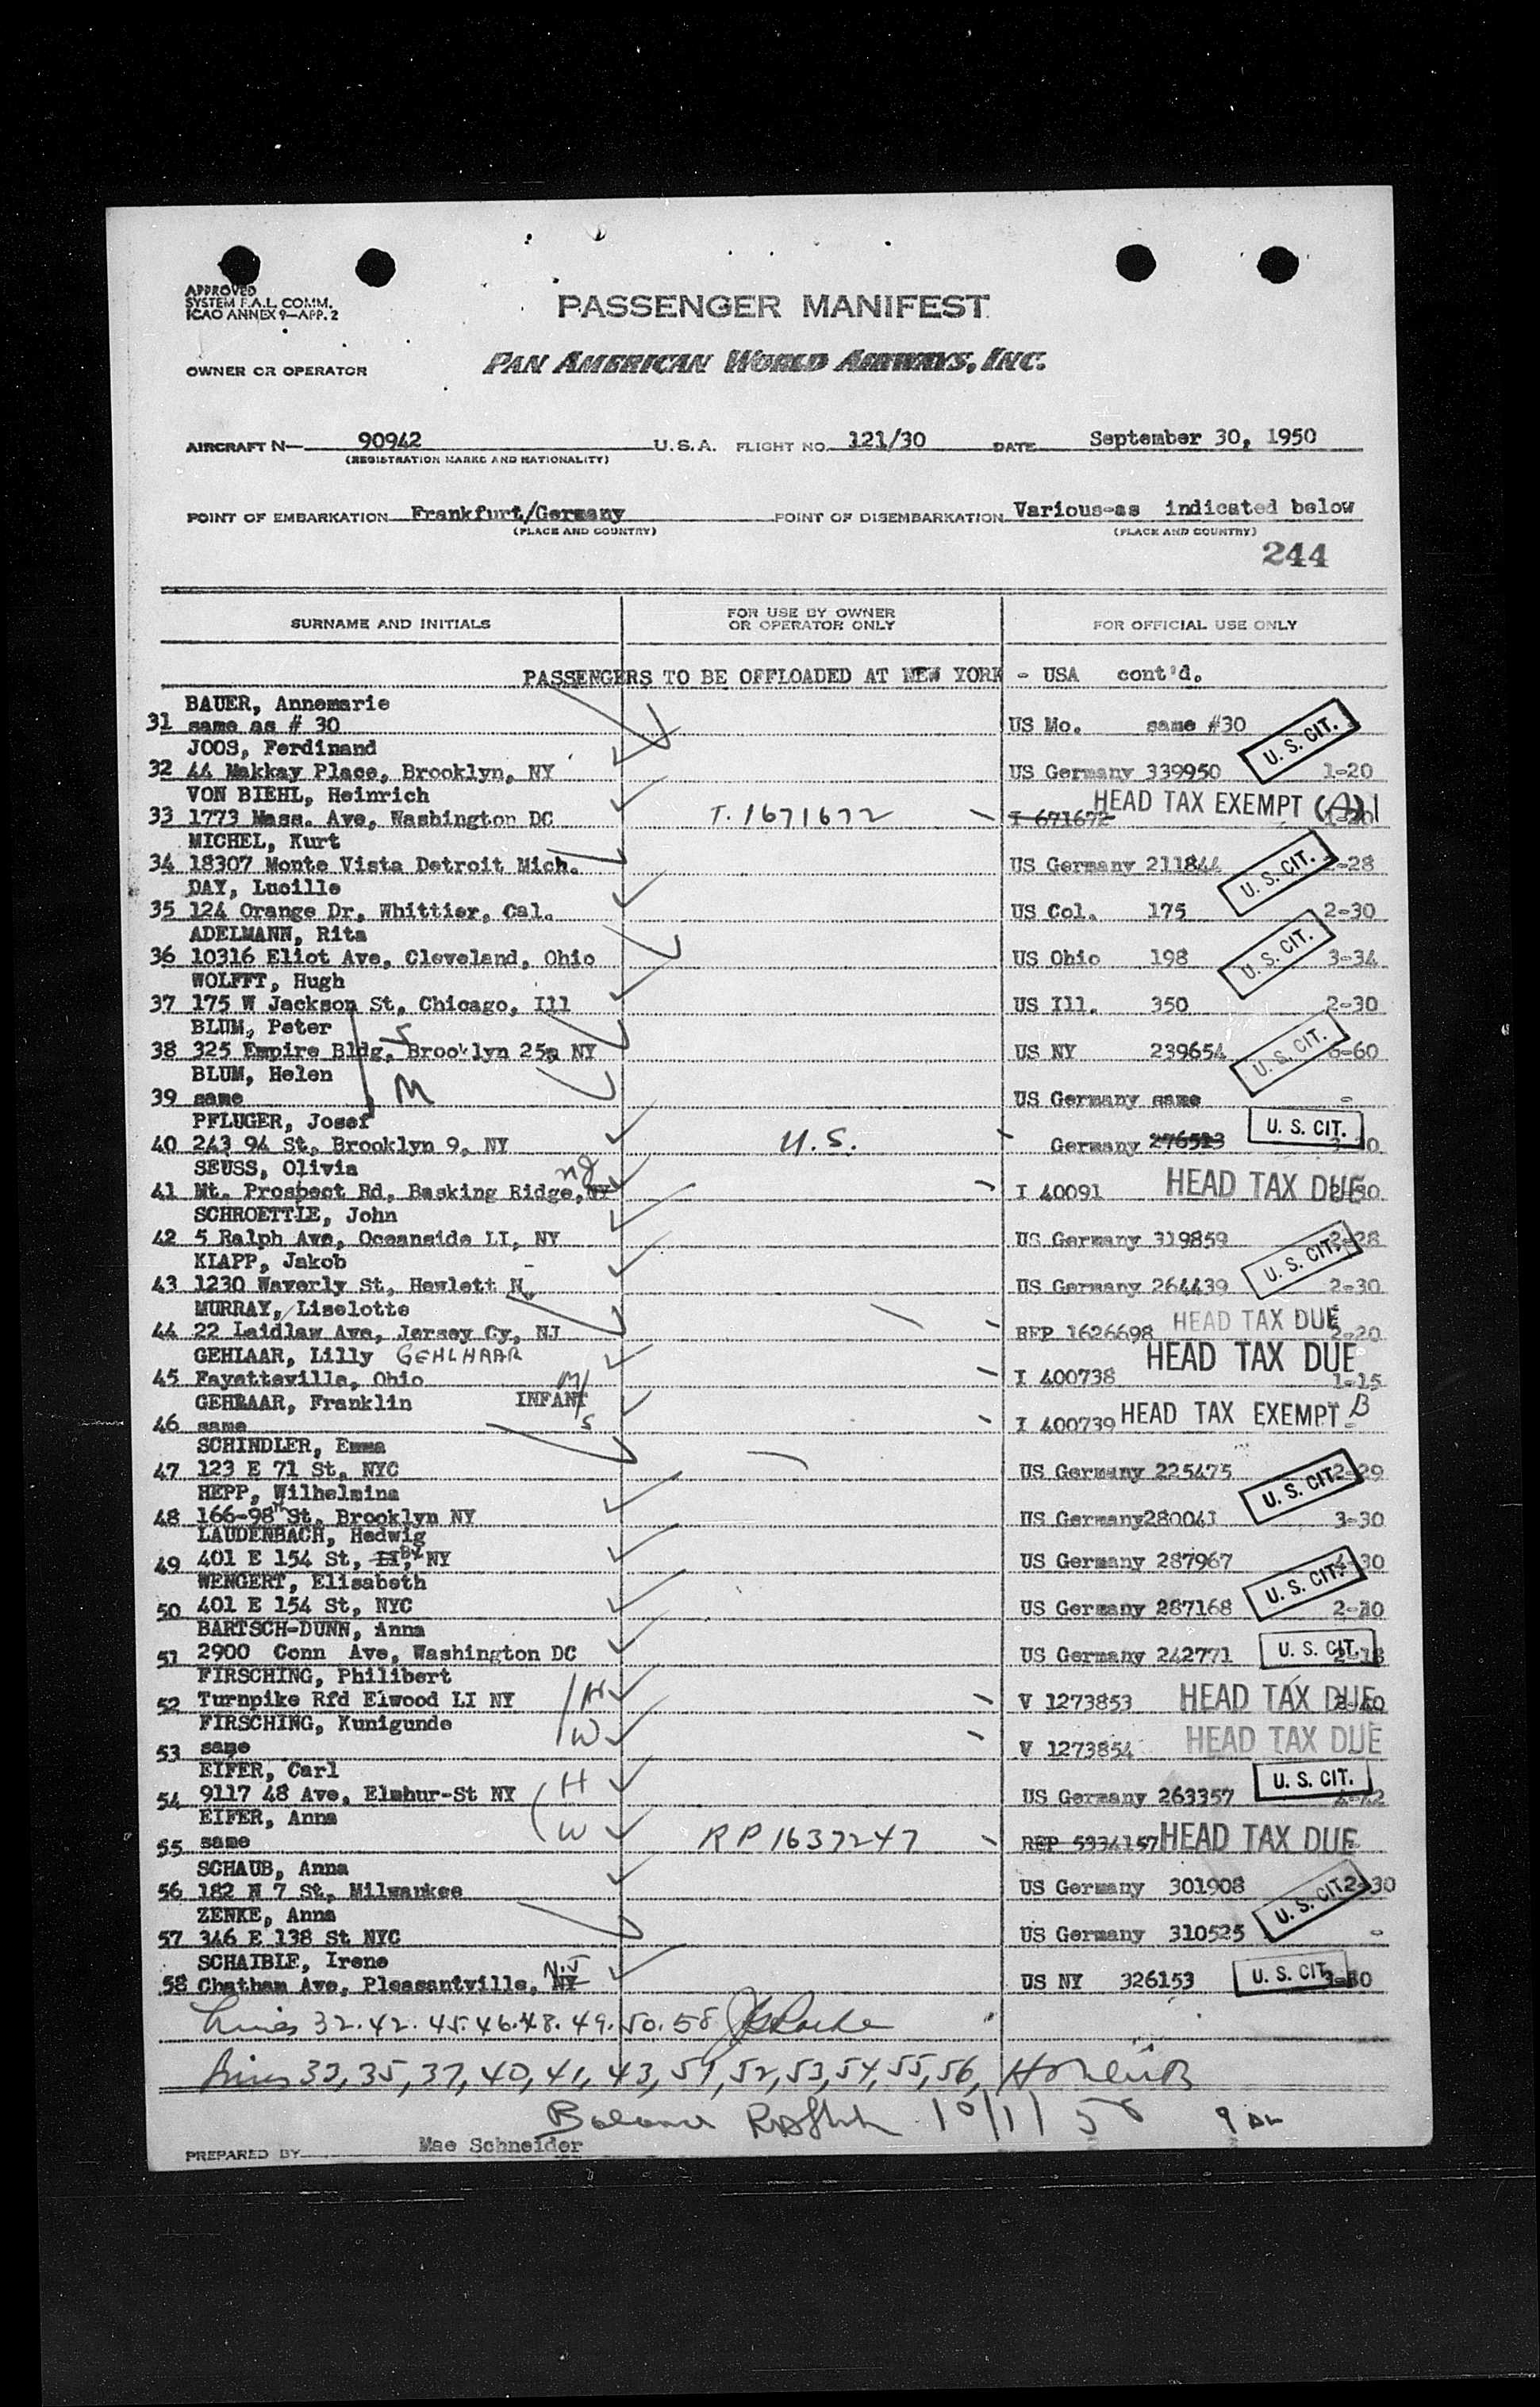 APPROVED
SYSTEM F.A.L. COMM.
ICAO ANNEX 9—APP. 2
PASSENGER MANIFEST
OWNER OR OPERATOR PAN AMERICAN WORLD AIRWAYS, INC.
AIRCRAFT N— 90942 U.S.A. FLIGHT NO. 121/30 DATE September 30, 1950
(REGISTRATION MARKS AND NATIONALITY)
POINT OF EMBARKATION Frankfurt/Germany POINT OF DISEMBARKATION Various-as indicated below
(PLACE AND COUNTRY) (PLACE AND COUNTRY)
244
SURNAME AND INITIALS FOR USE BY OWNER OR OPERATOR ONLY FOR OFFICIAL USE ONLY
PASSENGERS TO BE OFFLOADED AT NEW YORK - USA cont'd.
BAUER, Annemarie
31 same as # 30 US Mo. same #30 U. S. CIT.
JOOS, Ferdinand
32 44 Makkay Place, Brooklyn, NY US Germany 339950 1-20
VON BIEHL, Heinrich HEAD TAX EXEMPT (A)1
33 1773 Mass. Ave, Washington DC T. 1671672 I 671672
MICHEL, Kurt
34 18307 Monte Vista Detroit Mich. US Germany 211844 U. S. CIT. -28
DAY, Lucille
35 124 Orange Dr, Whittier, Cal. US Col. 175 2-30
ADELMANN, Rita
36 10316 Eliot Ave, Cleveland, Ohio US Ohio 198 U. S. CIT. 3-34
WOLFFT, Hugh
37 175 W Jackson St, Chicago, Ill US Ill. 350 2-30
BLUM, Peter S
38 325 Empire Bldg, Brooklyn 25, NY US NY 239654 U. S. CIT. -60
BLUM, Helen M
39 same US Germany same -
PFLUGER, Josef
40 243 94 St, Brooklyn 9, NY U.S. Germany 276523 U. S. CIT.
SEUSS, Olivia NJ
41 Mt. Prospect Rd, Basking Ridge, NY I 40091 HEAD TAX DUE
SCHROETTLE, John
42 5 Ralph Ave, Oceanside LI, NY US Germany 319859 2-28
KLAPP, Jakob
43 1230 Waverly St, Hewlett N. US Germany 264439 U. S. CIT. 2-30
MURRAY, Liselotte
44 22 Laidlaw Ave, Jersey Cy, NJ REP 1626698 HEAD TAX DUE 2-20
GEHLAAR, Lilly GEHLHAAR HEAD TAX DUE
45 Fayetteville, Ohio M I 400738 1-15
GEHRAAR, Franklin INFANT
46 same S I 400739 HEAD TAX EXEMPT B
SCHINDLER, Emma
47 123 E 71 St, NYC US Germany 225475 2-29
HEPP, Wilhelmina U. S. CIT.
48 166-98 St, Brooklyn NY US Germany280041 3-30
LAUDENBACH, Hedwig
49 401 E 154 St, LI, NY US Germany 287967 -30
WENGERT, Elisabeth U. S. CIT.
50 401 E 154 St, NYC US Germany 287168
BARTSCH-DUNN, Anna
51 2900 Conn Ave, Washington DC US Germany 242771 U. S. CIT.
FIRSCHING, Philibert
52 Turnpike Rfd Elwood LI NY H V 1273853 HEAD TAX DUE
FIRSCHING, Kunigunde
53 same W V 1273854 HEAD TAX DUE
EIFER, Carl
54 9117 48 Ave, Elmhur-St NY H US Germany 263357 U. S. CIT.
EIFER, Anna
55 same W RP 1637247 REP 5934157 HEAD TAX DUE
SCHAUB, Anna
56 182 N 7 St, Milwaukee US Germany 301908 2-30
ZENKE, Anna U. S. CIT.
57 346 E 138 St NYC US Germany 310525 -
SCHAIBLE, Irene N.J
58 Chatham Ave, Pleasantville, NY US NY 326153 U. S. CIT.
Lines 32. 42. 45. 46. 48. 49. 50. 58
Lines 33, 35, 37, 40, 41, 43, 51, 52, 53, 54, 55, 56,
Balance 10/1/50
PREPARED BY Mae Schneider